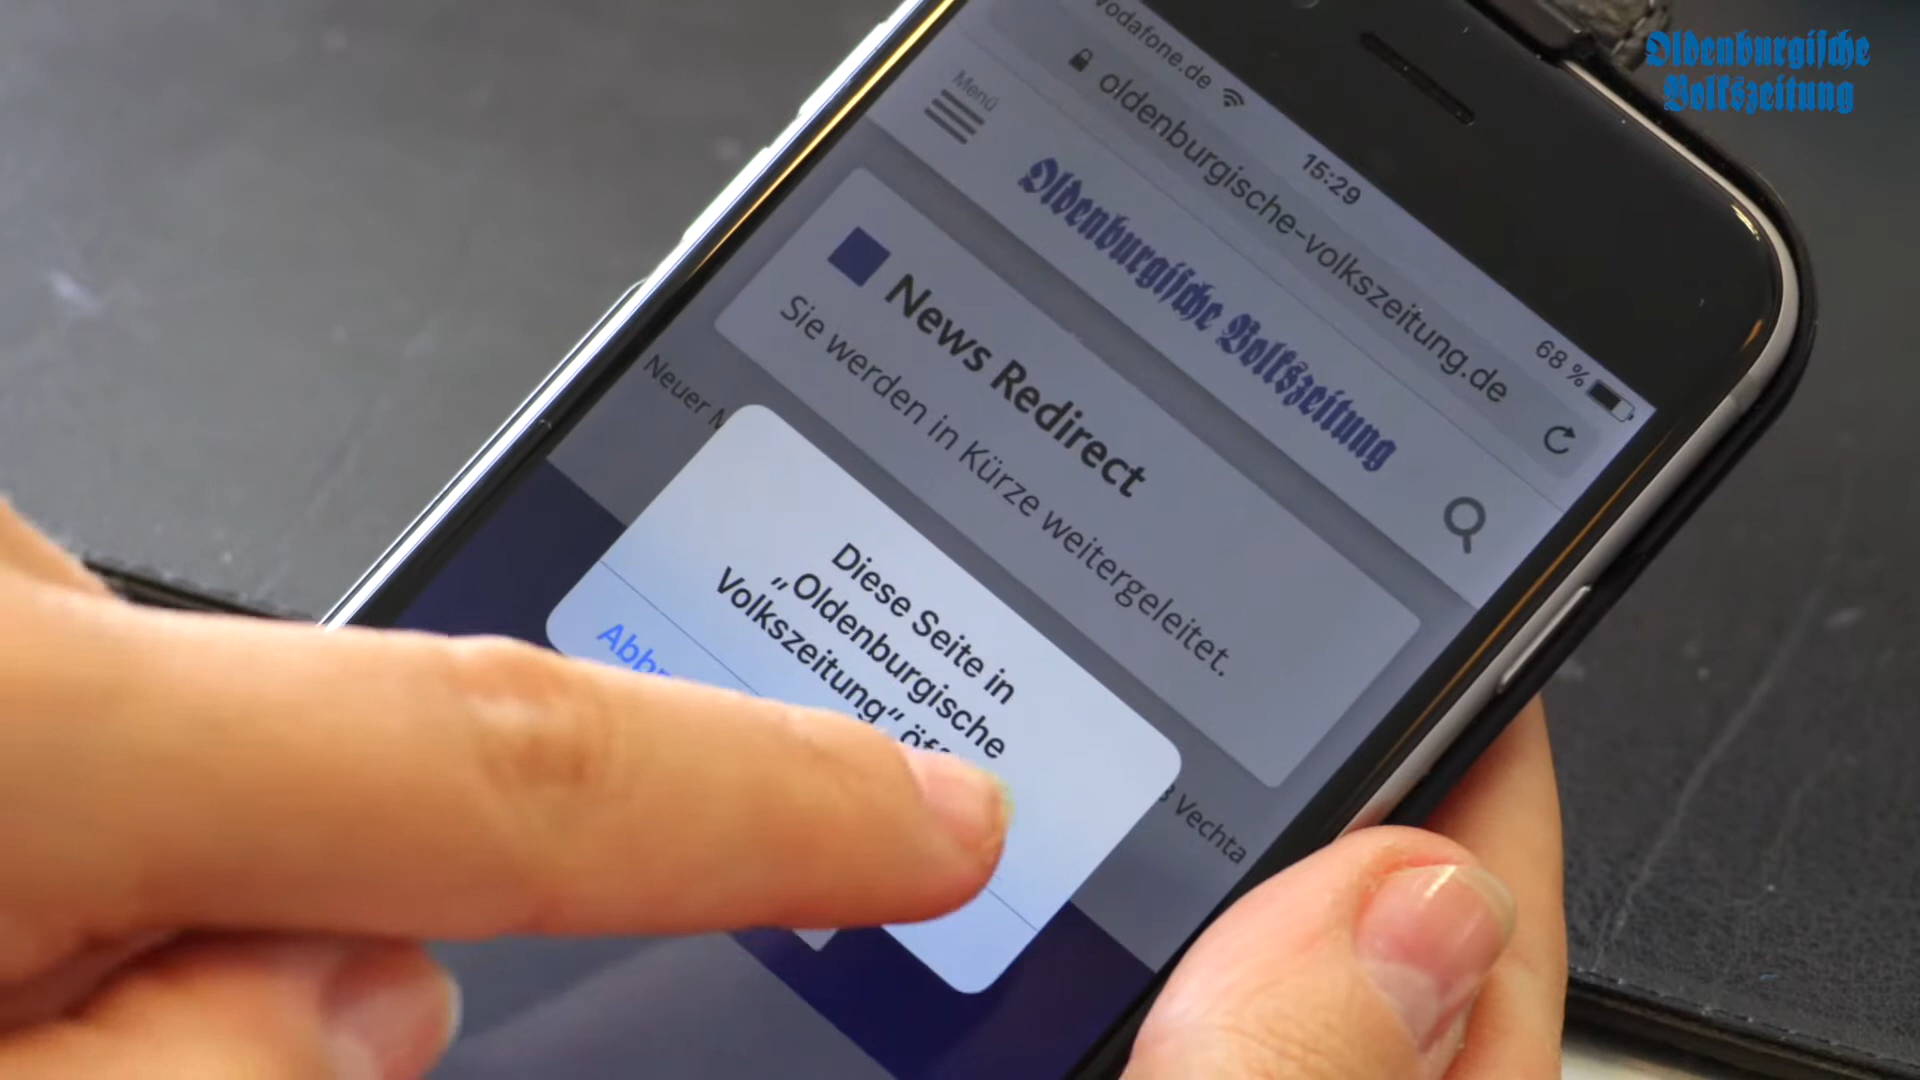 Oldenburgische
Volkszeitung
vodafone.de
15:29
68 %
oldenburgische-volkszeitung.de
Menü
Oldenburgische Volkszeitung
News Redirect
Sie werden in Kürze weitergeleitet.
Neuer
Vechta
Diese Seite in
„Oldenburgische
Volkszeitung“